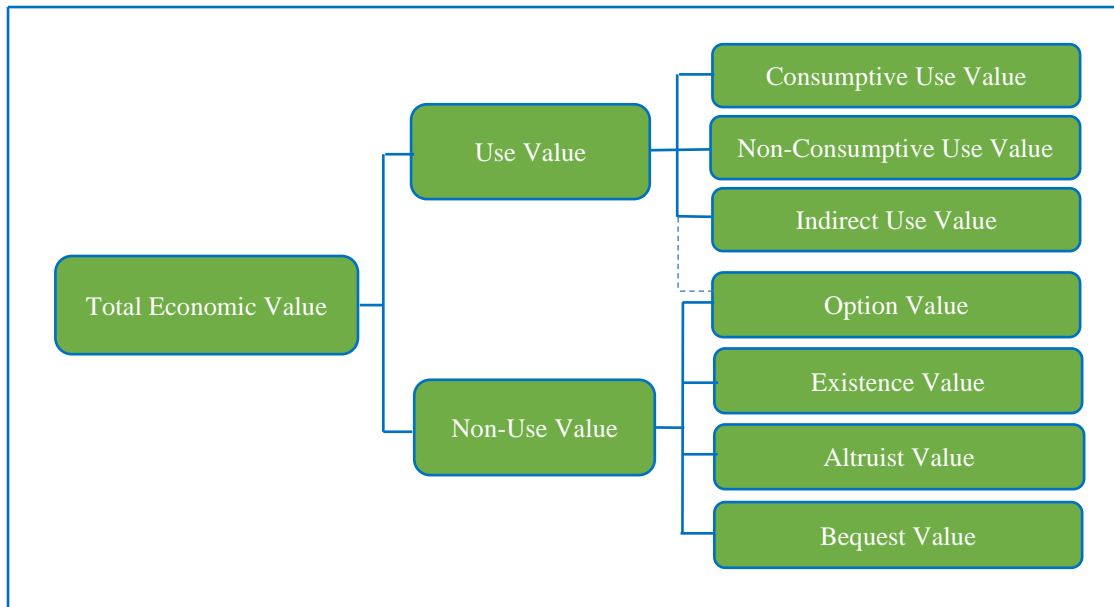 Total Economic Value
Use Value
Consumptive Use Value
Non-Consumptive Use Value
Indirect Use Value
Non-Use Value
Option Value
Existence Value
Altruist Value
Bequest Value